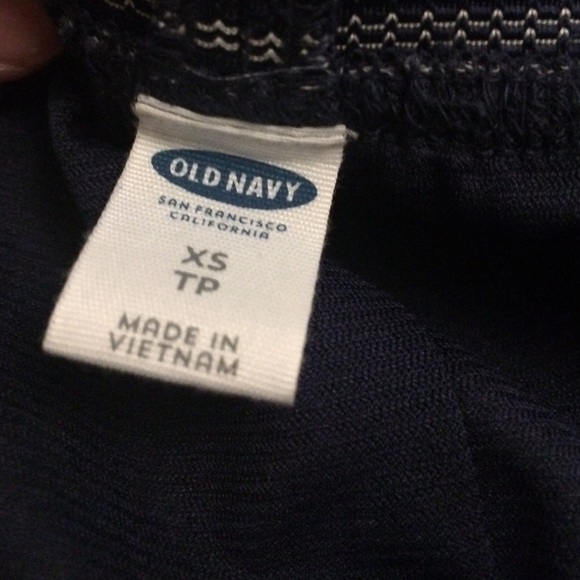 OLD NAVY
SAN FRANCISCO
CALIFORNIA
XS
TP
MADE IN
VIETNAM